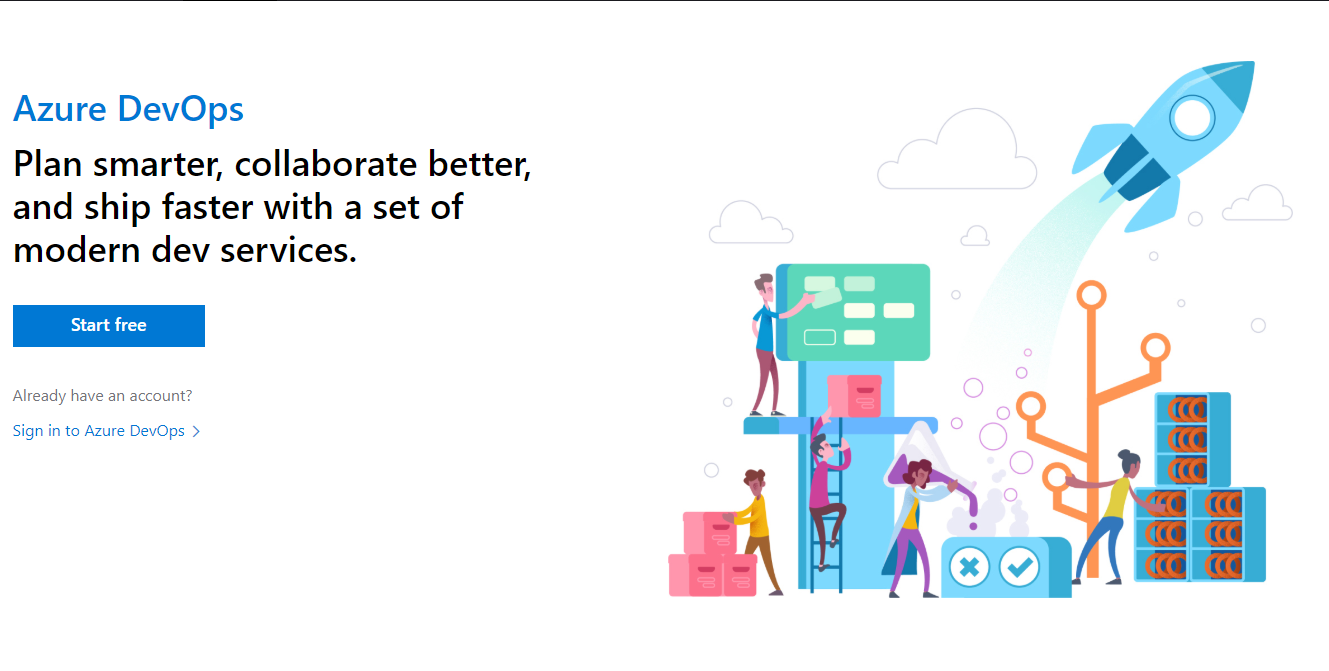 Azure DevOps
Plan smarter, collaborate better,
and ship faster with a set of
modern dev services.
Start free
Already have an account?
Sign in to Azure DevOps